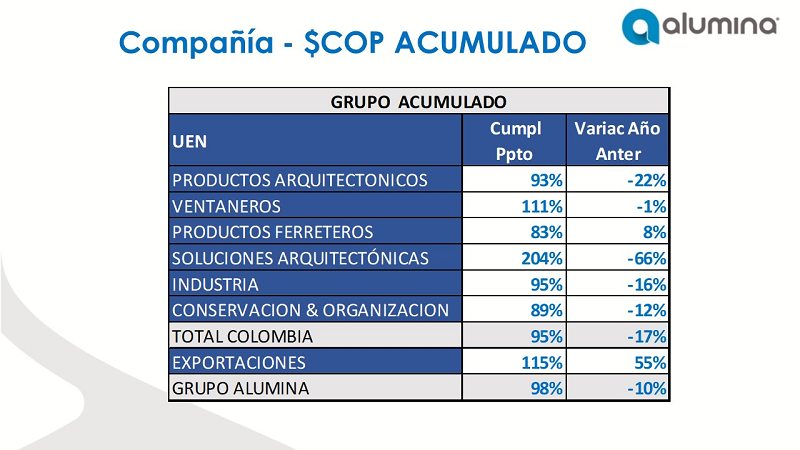 Compañía - $COP ACUMULADO
alumina
GRUPO ACUMULADO
UEN Cumpl Ppto Variac Año Anter
PRODUCTOS ARQUITECTONICOS 93% -22%
VENTANEROS 111% -1%
PRODUCTOS FERRETEROS 83% 8%
SOLUCIONES ARQUITECTÓNICAS 204% -66%
INDUSTRIA 95% -16%
CONSERVACION & ORGANIZACION 89% -12%
TOTAL COLOMBIA 95% -17%
EXPORTACIONES 115% 55%
GRUPO ALUMINA 98% -10%